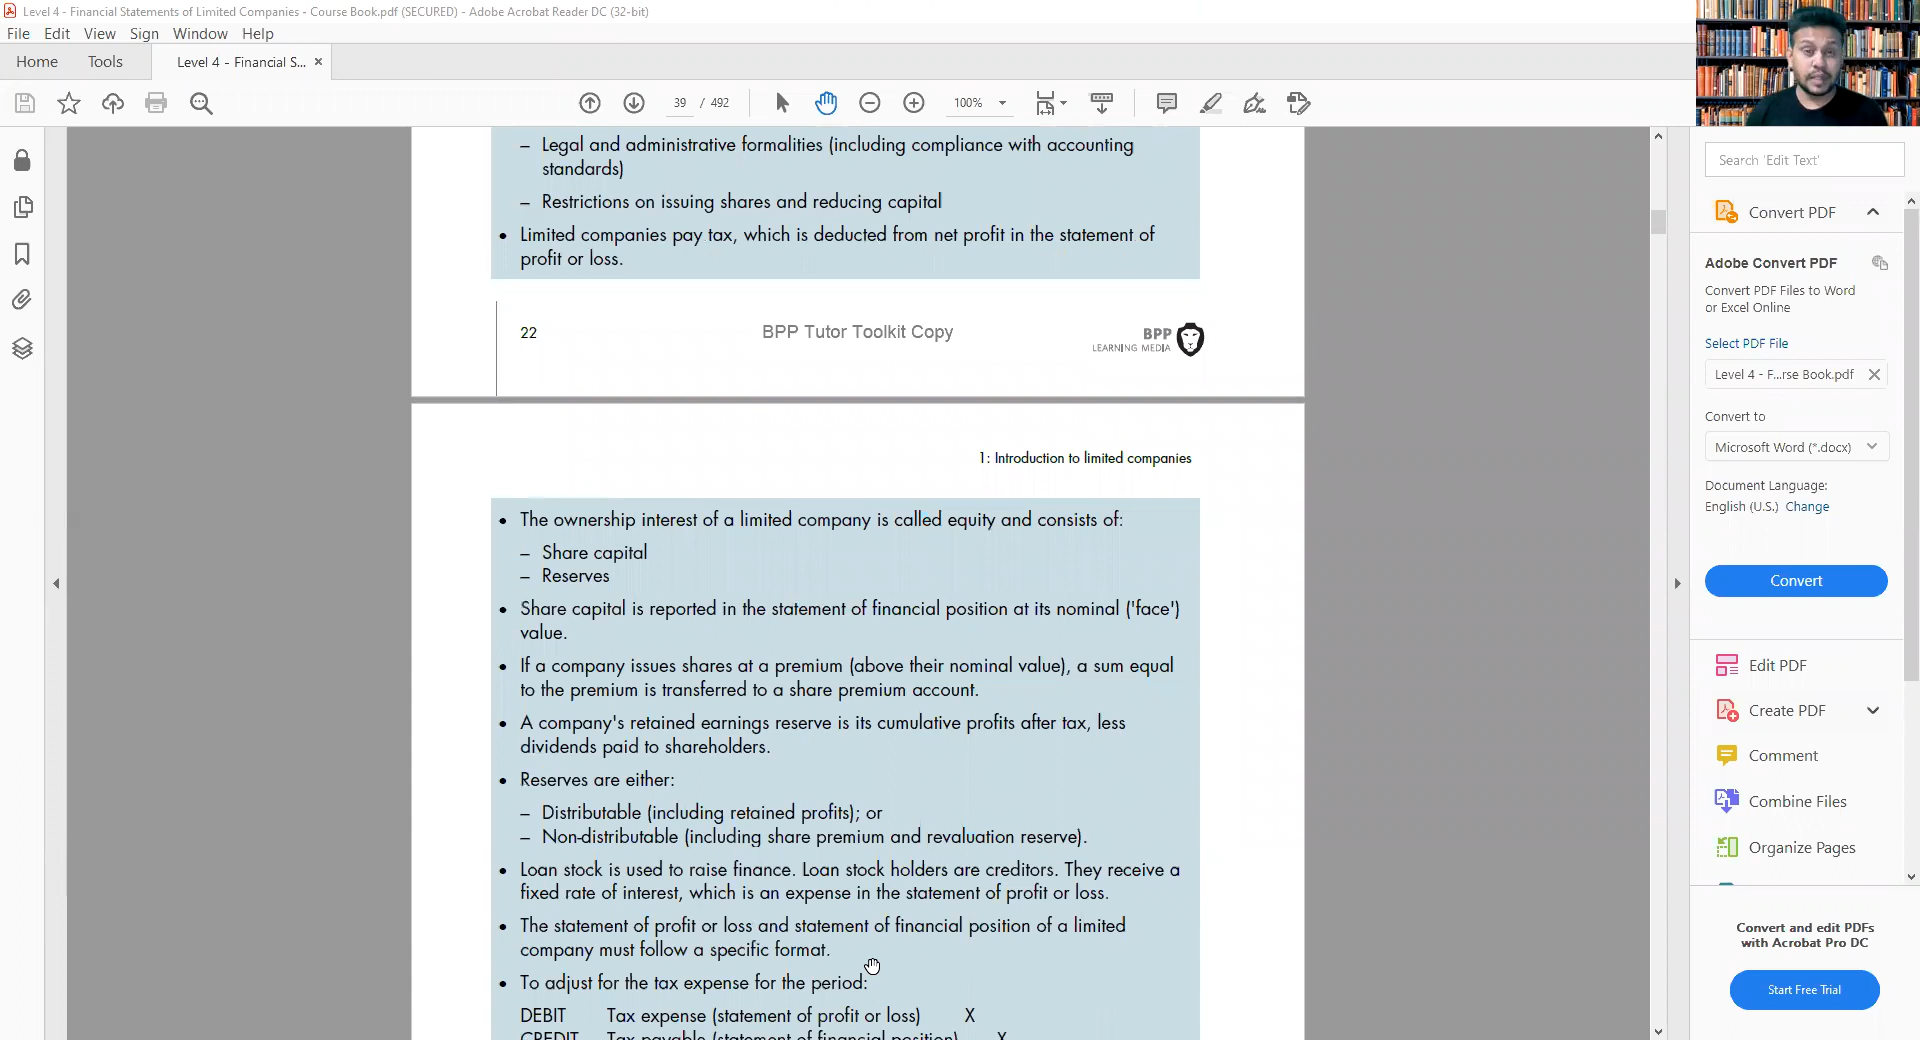 Level 4 - Financial Statements of Limited Companies - Course Book.pdf (SECURED) - Adobe Acrobat Reader DC (32-bit)
File Edit View Sign Window Help
Home Tools Level 4 - Financial S... ×
39 / 492 100%
– Legal and administrative formalities (including compliance with accounting
standards)
– Restrictions on issuing shares and reducing capital
• Limited companies pay tax, which is deducted from net profit in the statement of
profit or loss.
22 BPP Tutor Toolkit Copy BPP
LEARNING MEDIA
1: Introduction to limited companies
• The ownership interest of a limited company is called equity and consists of:
– Share capital
– Reserves
• Share capital is reported in the statement of financial position at its nominal ('face')
value.
• If a company issues shares at a premium (above their nominal value), a sum equal
to the premium is transferred to a share premium account.
• A company's retained earnings reserve is its cumulative profits after tax, less
dividends paid to shareholders.
• Reserves are either:
– Distributable (including retained profits); or
– Non-distributable (including share premium and revaluation reserve).
• Loan stock is used to raise finance. Loan stock holders are creditors. They receive a
fixed rate of interest, which is an expense in the statement of profit or loss.
• The statement of profit or loss and statement of financial position of a limited
company must follow a specific format.
• To adjust for the tax expense for the period:
DEBIT Tax expense (statement of profit or loss) X
CREDIT Tax payable (statement of financial position) X
Search 'Edit Text'
Convert PDF
Adobe Convert PDF
Convert PDF Files to Word
or Excel Online
Select PDF File
Level 4 - F...rse Book.pdf
Convert to
Microsoft Word (*.docx)
Document Language:
English (U.S.) Change
Convert
Edit PDF
Create PDF
Comment
Combine Files
Organize Pages
Convert and edit PDFs
with Acrobat Pro DC
Start Free Trial